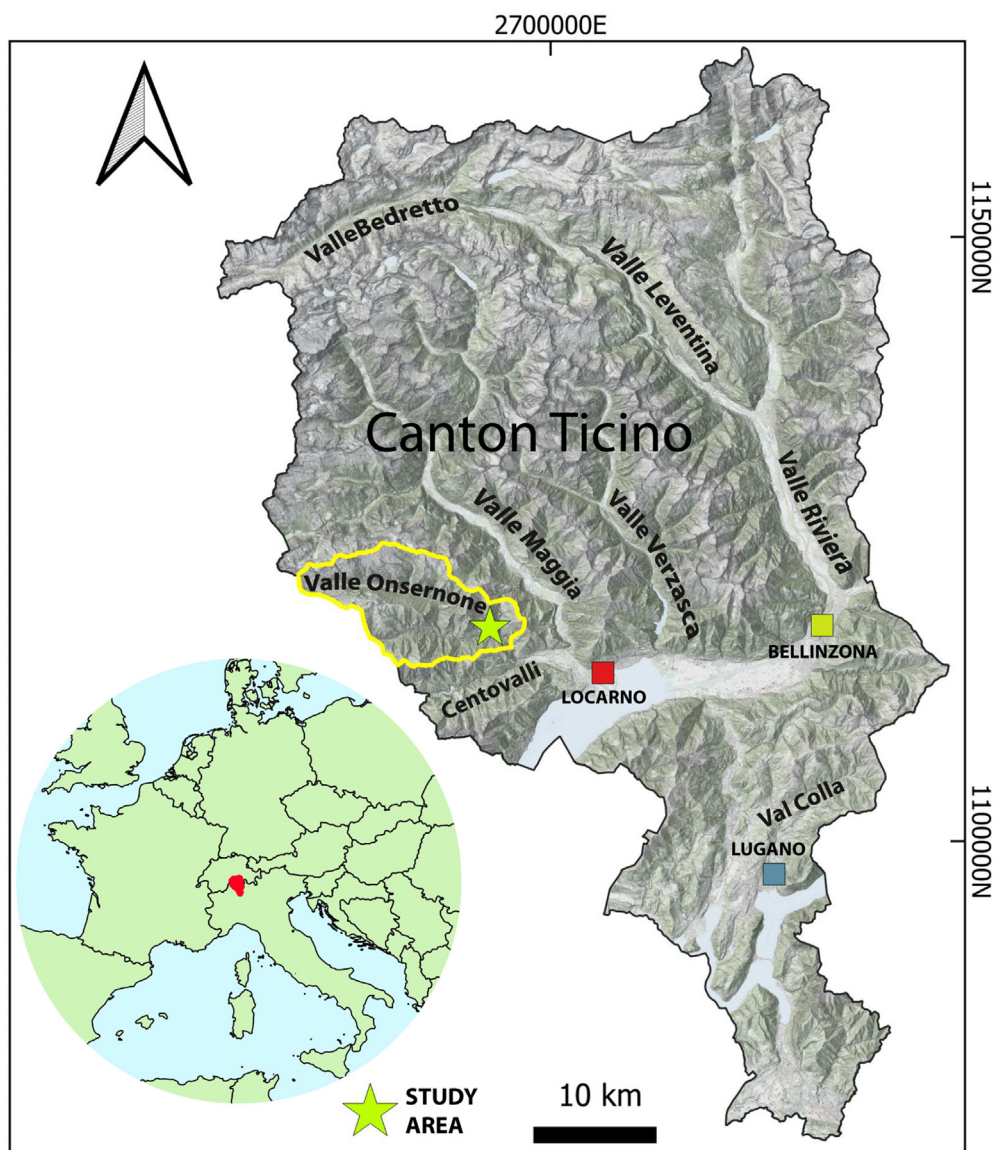 2700000E
1150000N
ValleBedretto
Valle Leventina
Canton Ticino
Valle Riviera
Valle Maggia
Valle Verzasca
Valle Onsernone
BELLINZONA
Centovalli
LOCARNO
Val Colla
LUGANO
1100000N
STUDY
AREA
10 km